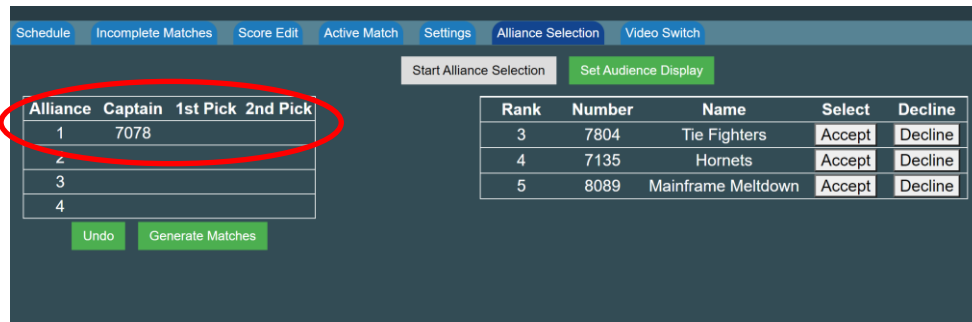 Schedule Incomplete Matches Score Edit Active Match Settings Alliance Selection Video Switch
Start Alliance Selection Set Audience Display
Alliance Captain 1st Pick 2nd Pick
1 7078
2
3
4
Undo Generate Matches
Rank Number Name Select Decline
3 7804 Tie Fighters Accept Decline
4 7135 Hornets Accept Decline
5 8089 Mainframe Meltdown Accept Decline